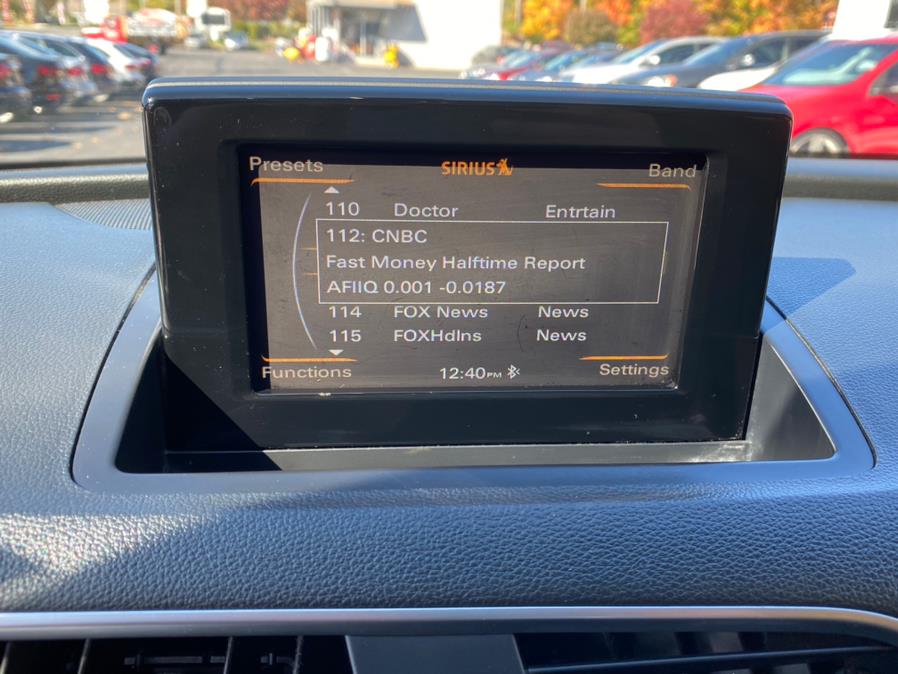 Presets SIRIUS Band
110 Doctor Entrtain
112: CNBC
Fast Money Halftime Report
AFIIQ 0.001 -0.0187
114 FOX News News
115 FOXHdlns News
Functions 12:40PM Settings